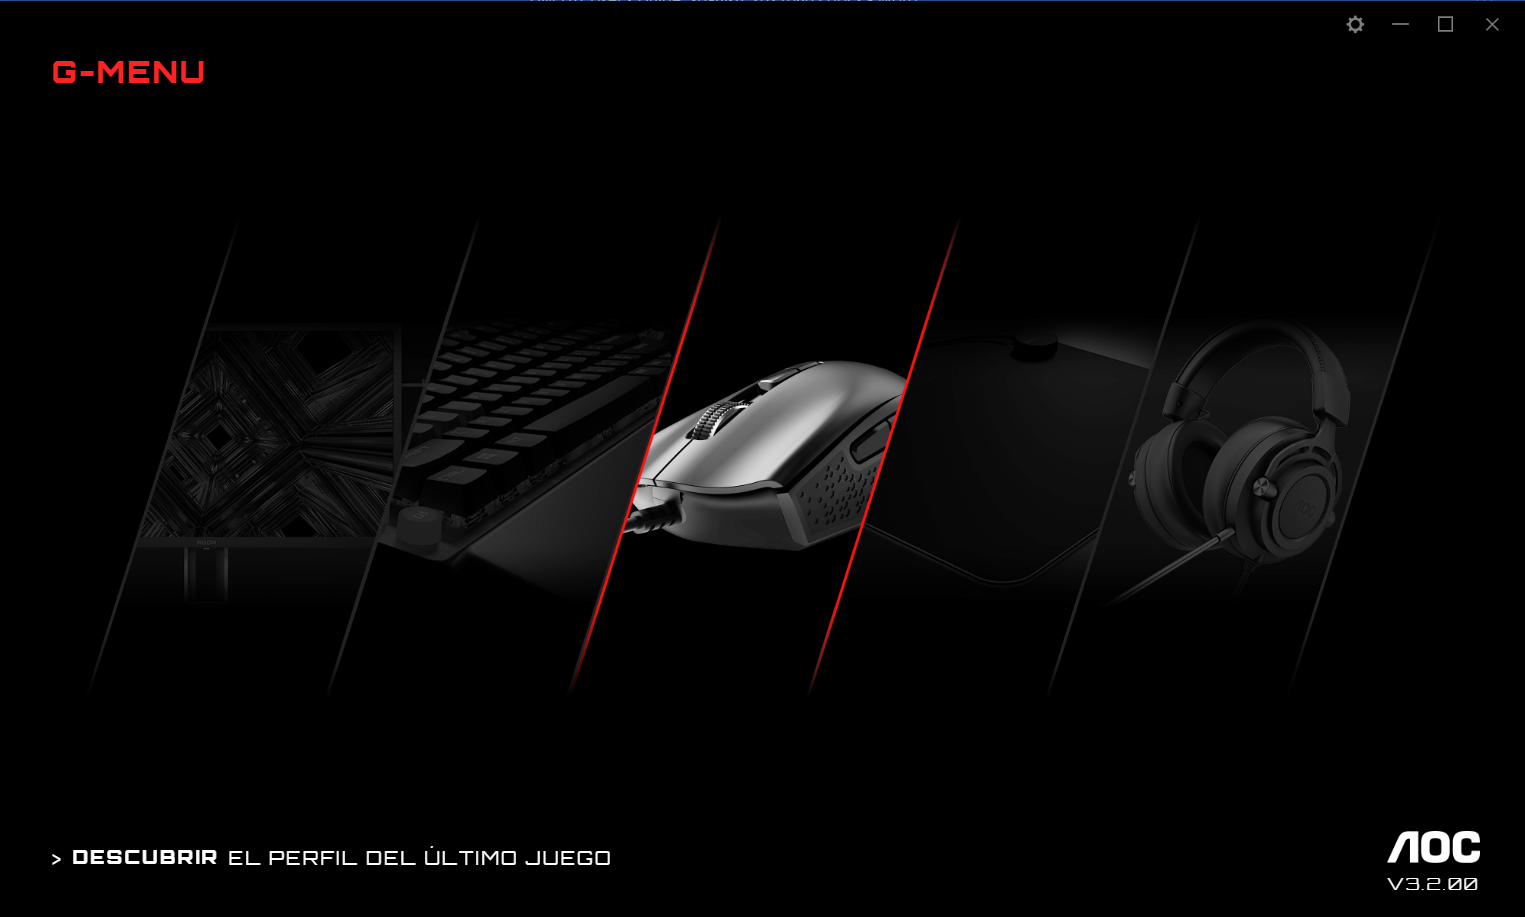 G-MENU
> DESCUBRIR EL PERFIL DEL ÚLTIMO JUEGO
AOC
V3.2.00